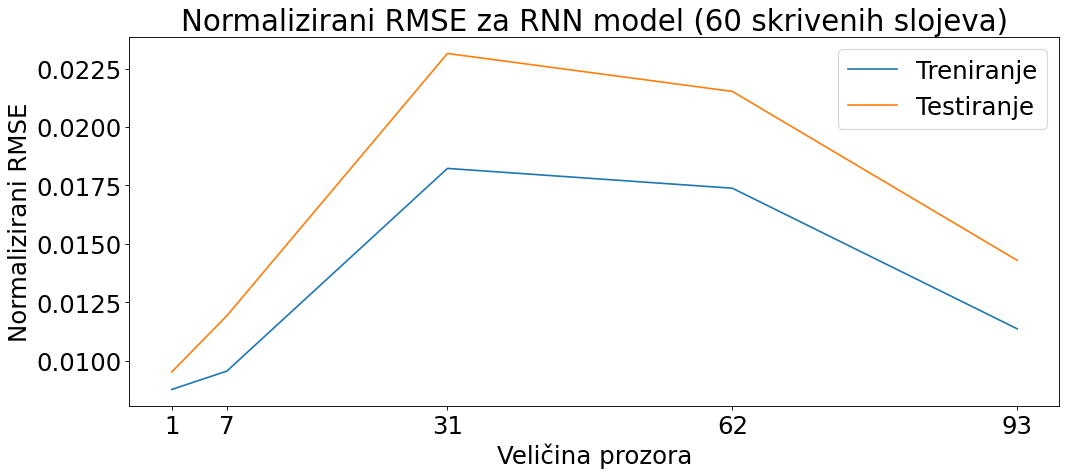 Normalizirani RMSE za RNN model (60 skrivenih slojeva)
Treniranje
Testiranje
Normalizirani RMSE
0.0225
0.0200
0.0175
0.0150
0.0125
0.0100
1 7 31 62 93
Veličina prozora